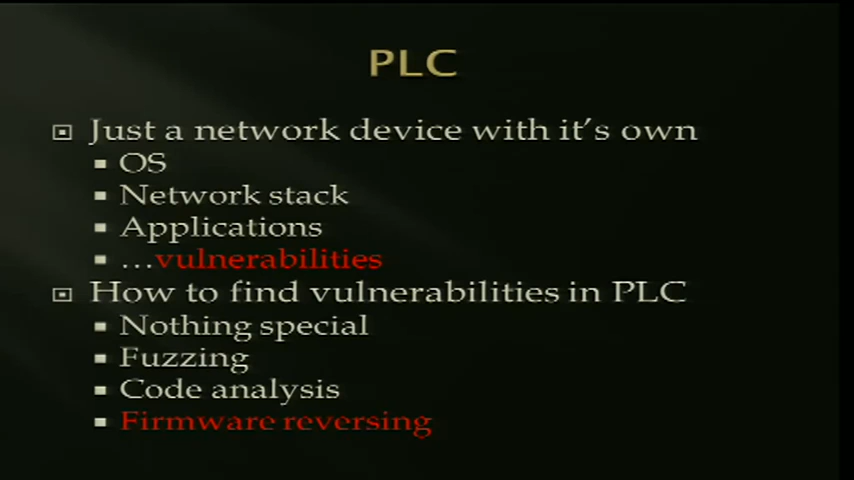 PLC
Just a network device with it's own
OS
Network stack
Applications
...vulnerabilities
How to find vulnerabilities in PLC
Nothing special
Fuzzing
Code analysis
Firmware reversing